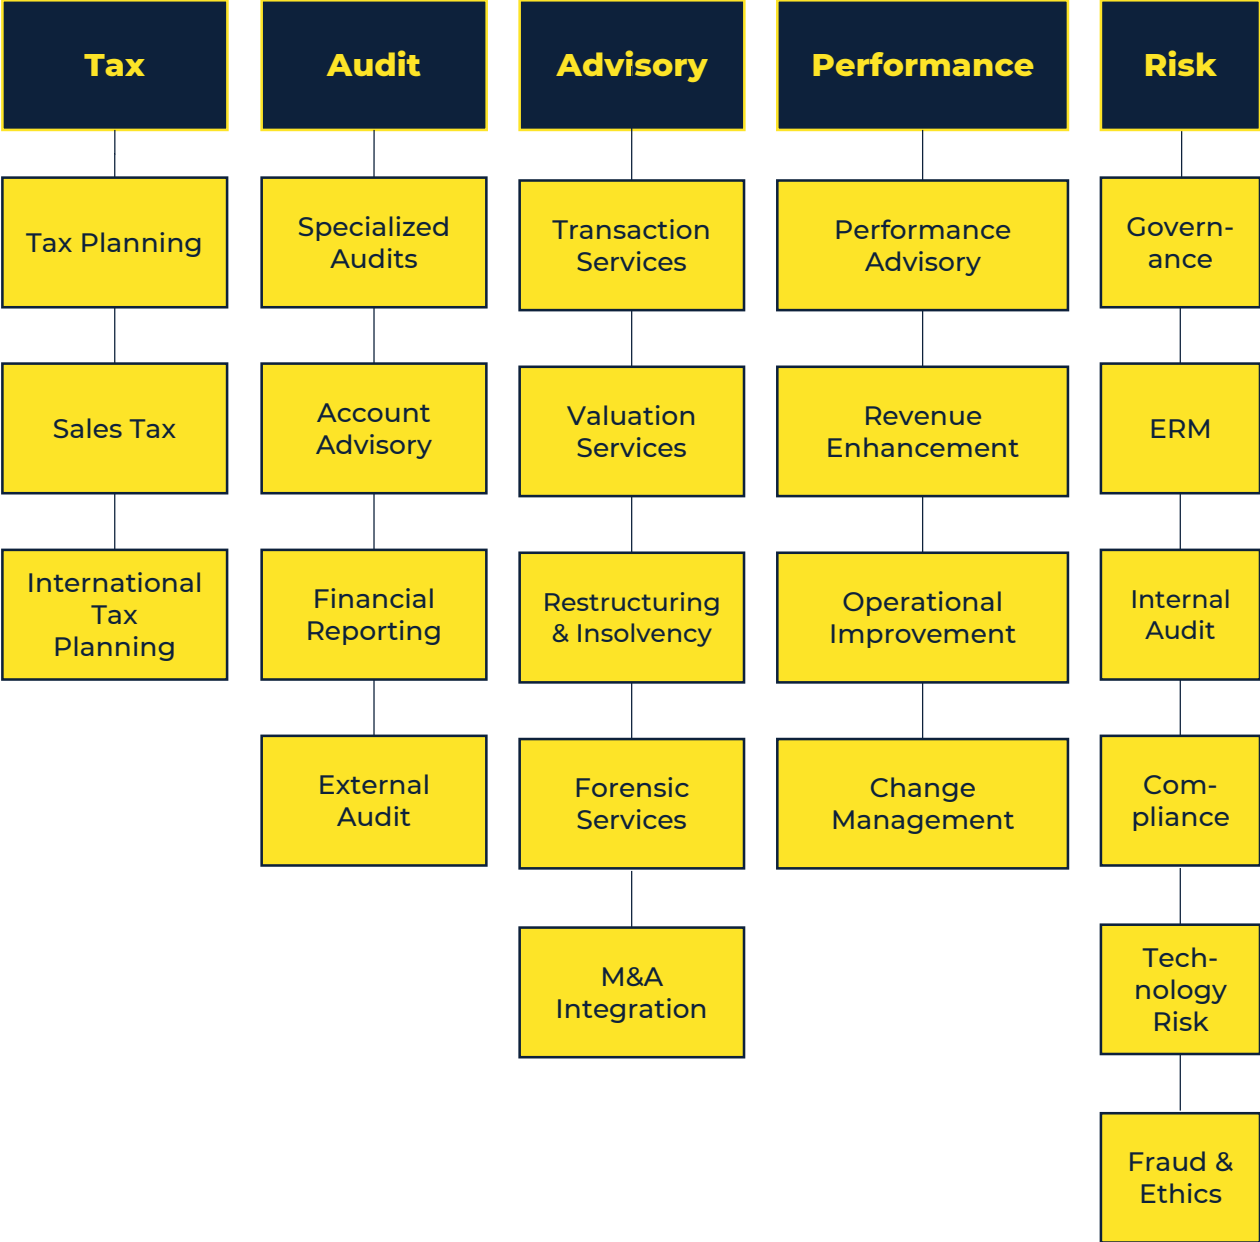 Tax
Tax Planning
Sales Tax
International
Tax
Planning
Audit
Specialized
Audits
Account
Advisory
Financial
Reporting
External
Audit
Advisory
Transaction
Services
Valuation
Services
Restructuring
& Insolvency
Forensic
Services
M&A
Integration
Performance
Performance
Advisory
Revenue
Enhancement
Operational
Improvement
Change
Management
Risk
Govern-
ance
ERM
Internal
Audit
Com-
pliance
Tech-
nology
Risk
Fraud &
Ethics